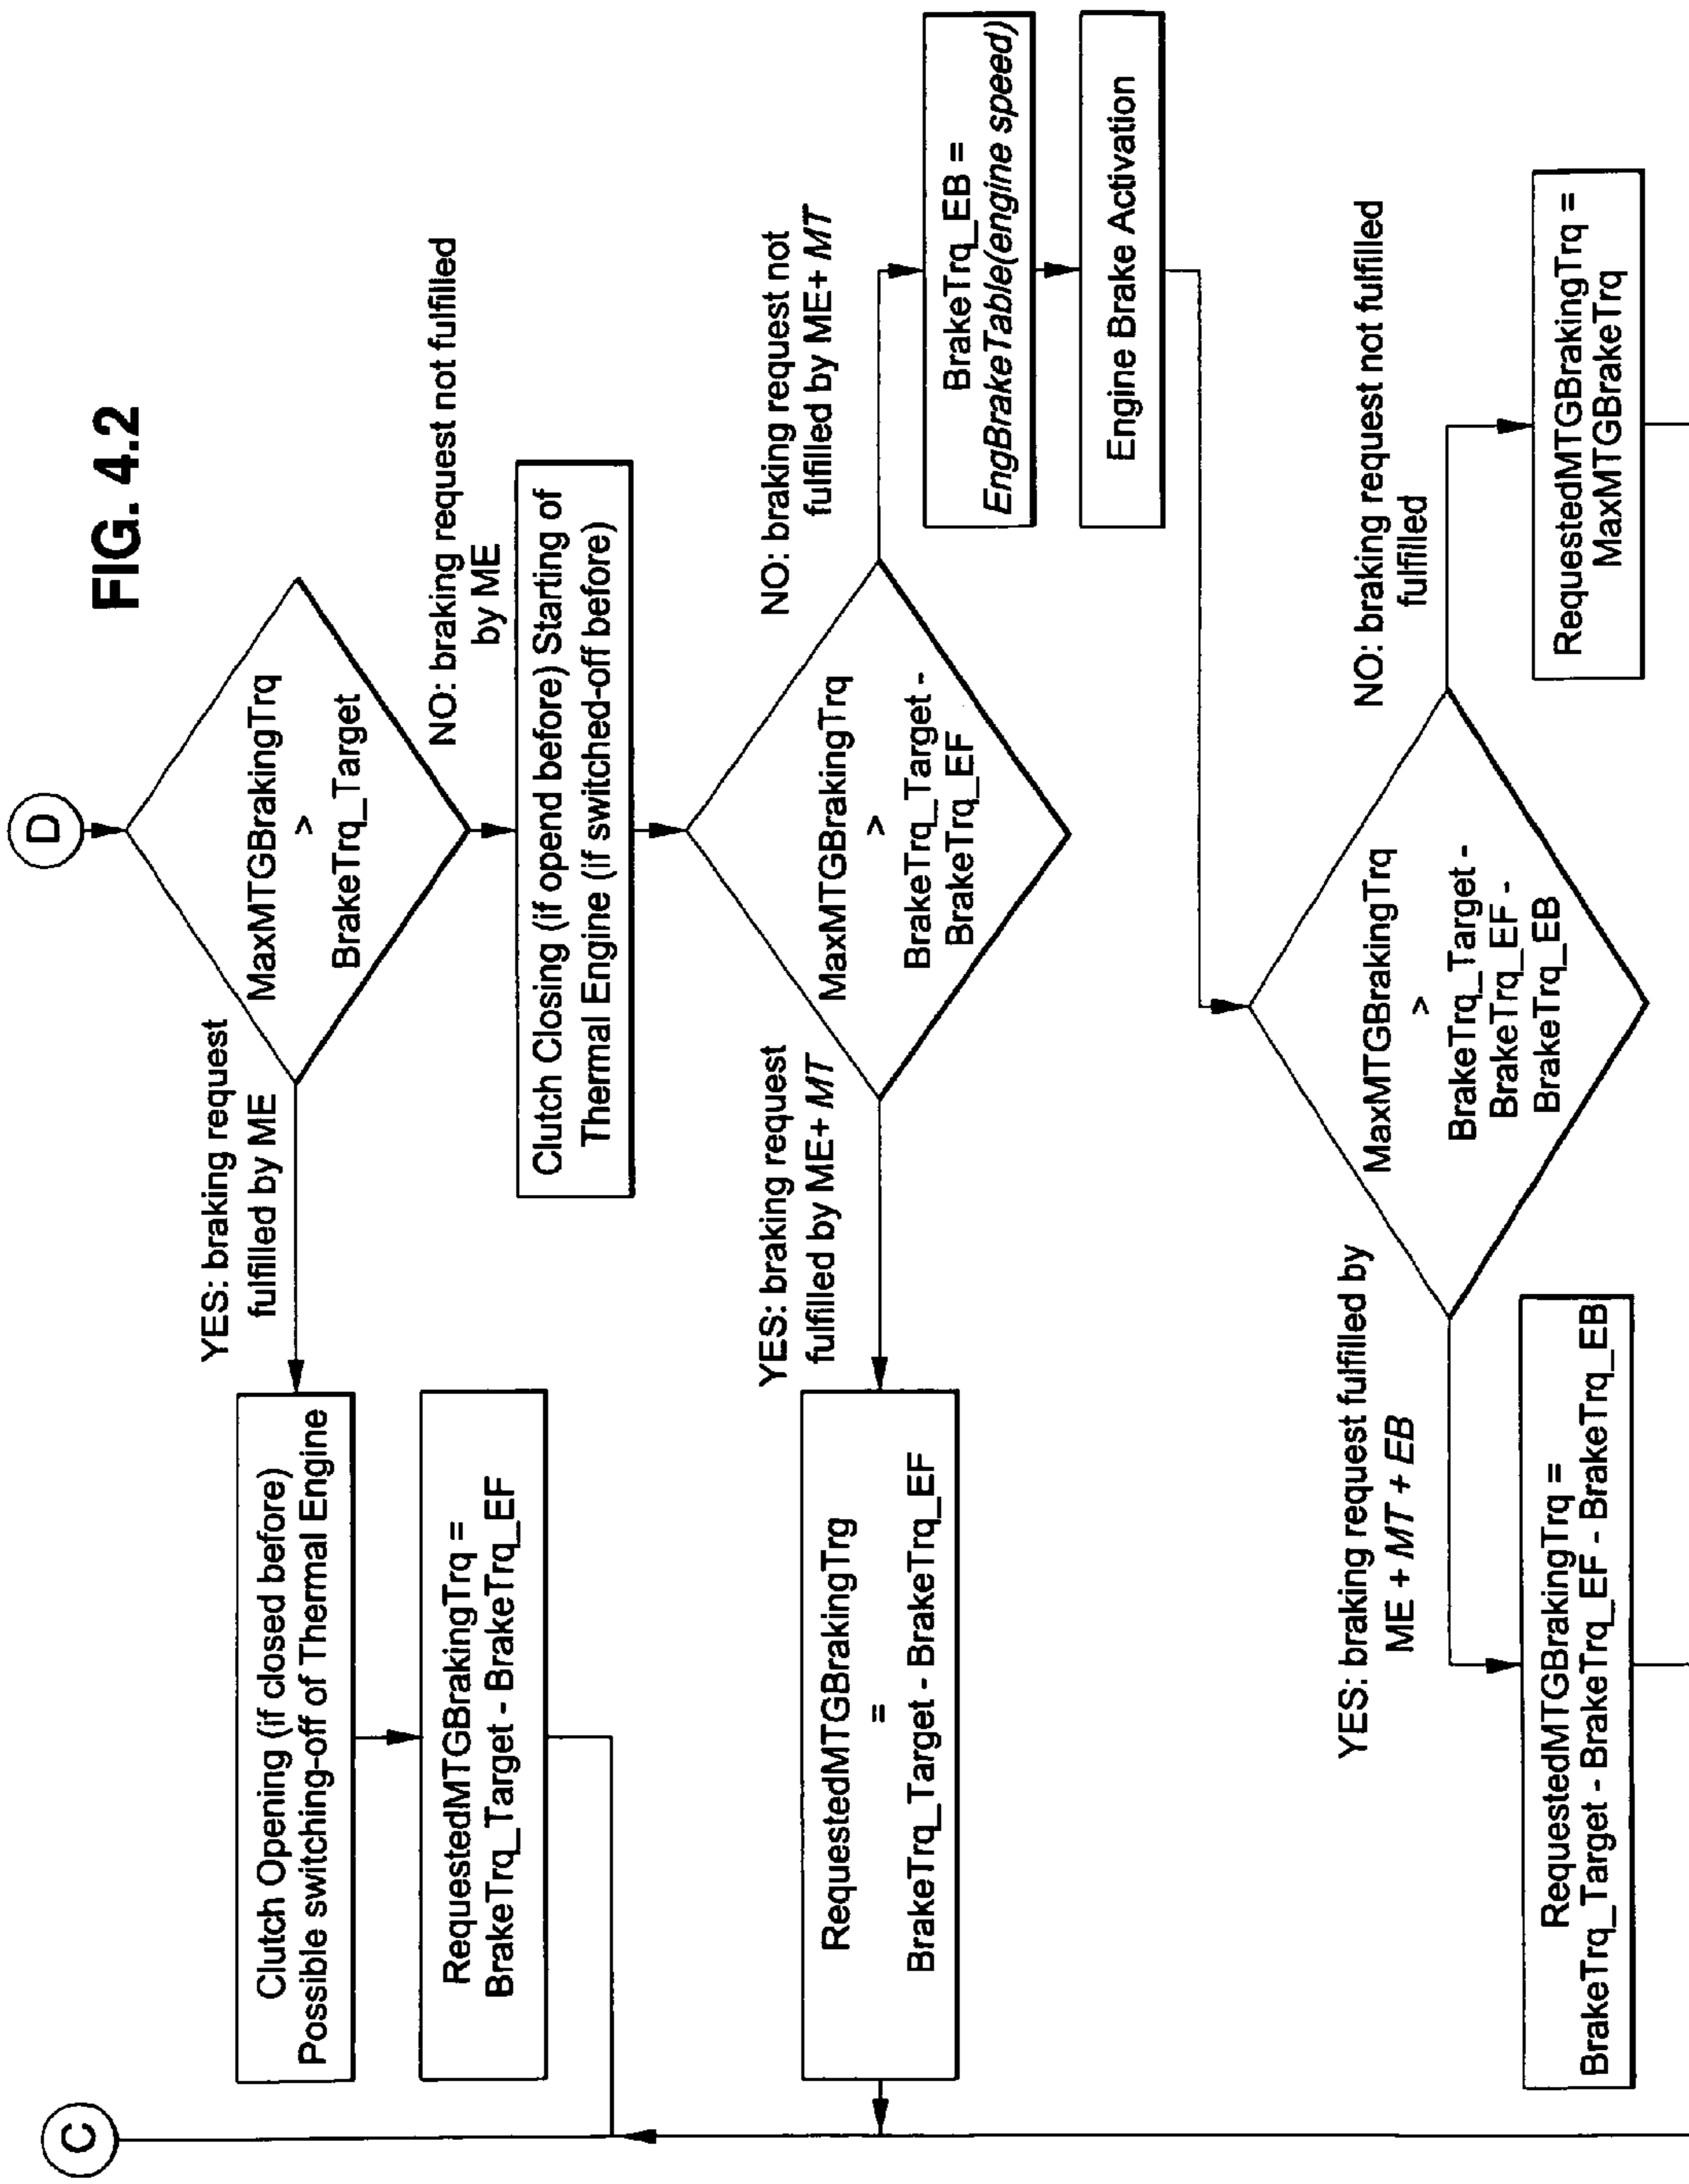 FIG. 4.2
D
MaxMTGBrakingTrq
>
BrakeTrq_Target
YES: braking request
fulfilled by ME
NO: braking request not fulfilled
by ME
Clutch Opening (if closed before)
Possible switching-off of Thermal Engine
RequestedMTGBrakingTrq =
BrakeTrq_Target - BrakeTrq_EF
C
Clutch Closing (if opend before) Starting of
Thermal Engine (if switched-off before)
MaxMTGBrakingTrq
>
BrakeTrq_Target -
BrakeTrq_EF
YES: braking request
fulfilled by ME+ MT
NO: braking request not
fulfilled by ME+ MT
RequestedMTGBrakingTrg
=
BrakeTrq_Target - BrakeTrq_EF
BrakeTrq_EB =
EngBrakeTable(engine speed)
Engine Brake Activation
MaxMTGBrakingTrq
>
BrakeTrq_Target -
BrakeTrq_EF -
BrakeTrq_EB
YES: braking request fulfilled by
ME + MT + EB
NO: braking request not fulfilled
fulfilled
RequestedMTGBrakingTrq =
BrakeTrq_Target - BrakeTrq_EF - BrakeTrq_EB
RequestedMTGBrakingTrq =
MaxMTGBrakeTrq